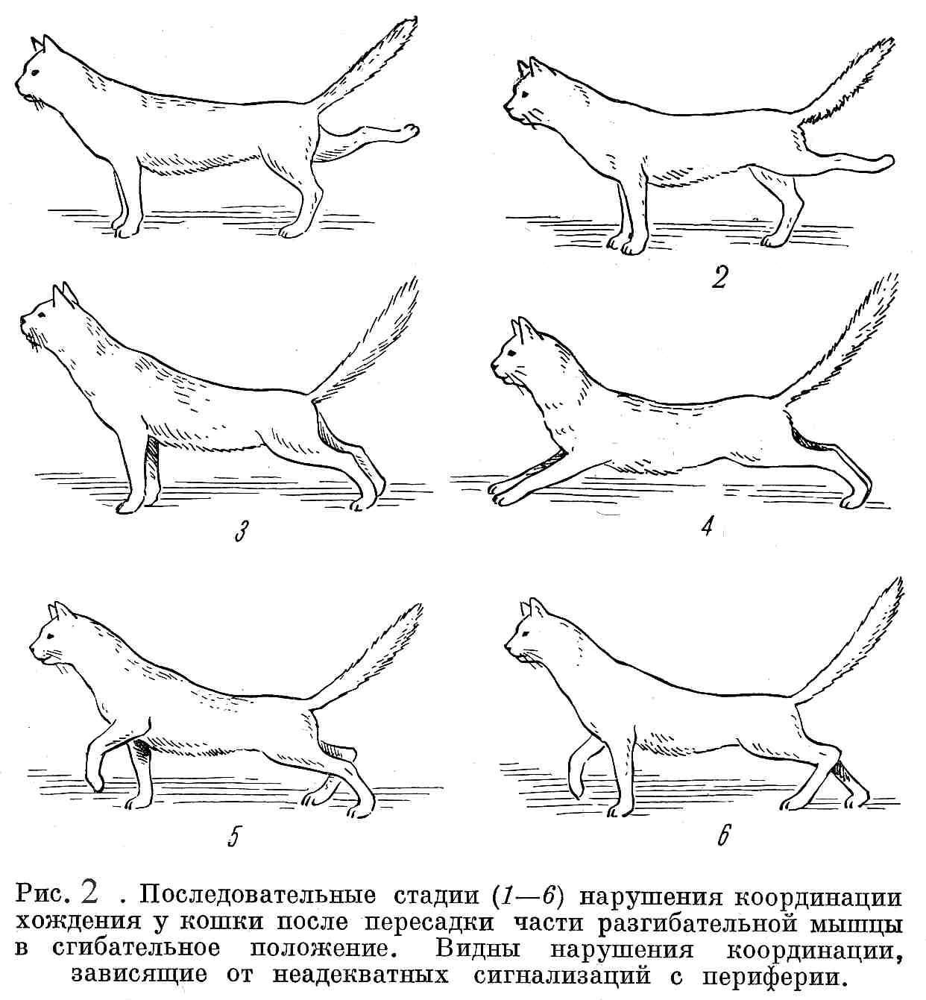 2
3
4
5
6
Рис. 2 . Последовательные стадии (1—6) нарушения координации
хождения у кошки после пересадки части разгибательной мышцы
в сгибательное положение. Видны нарушения координации,
зависящие от неадекватных сигнализаций с периферии.